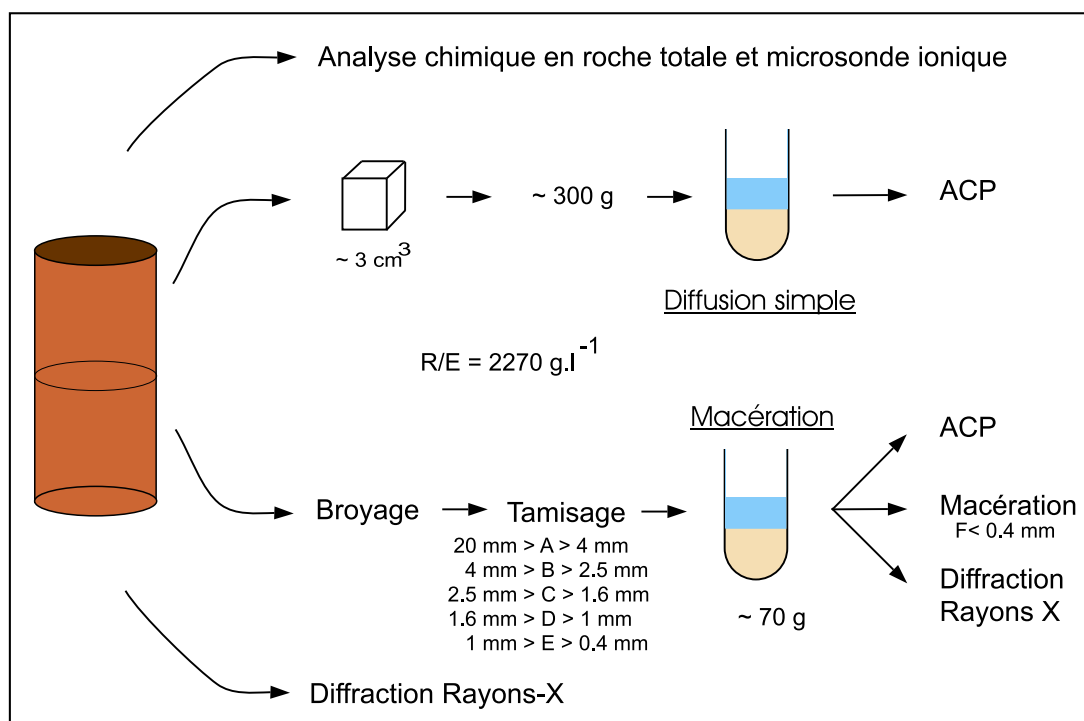 Analyse chimique en roche totale et microsonde ionique
~ 3 cm³
~ 300 g
ACP
Diffusion simple
R/E = 2270 g.l⁻¹
Macération
Broyage
Tamisage
20 mm > A > 4 mm
4 mm > B > 2.5 mm
2.5 mm > C > 1.6 mm
1.6 mm > D > 1 mm
1 mm > E > 0.4 mm
~ 70 g
ACP
Macération
F< 0.4 mm
Diffraction
Rayons X
Diffraction Rayons-X